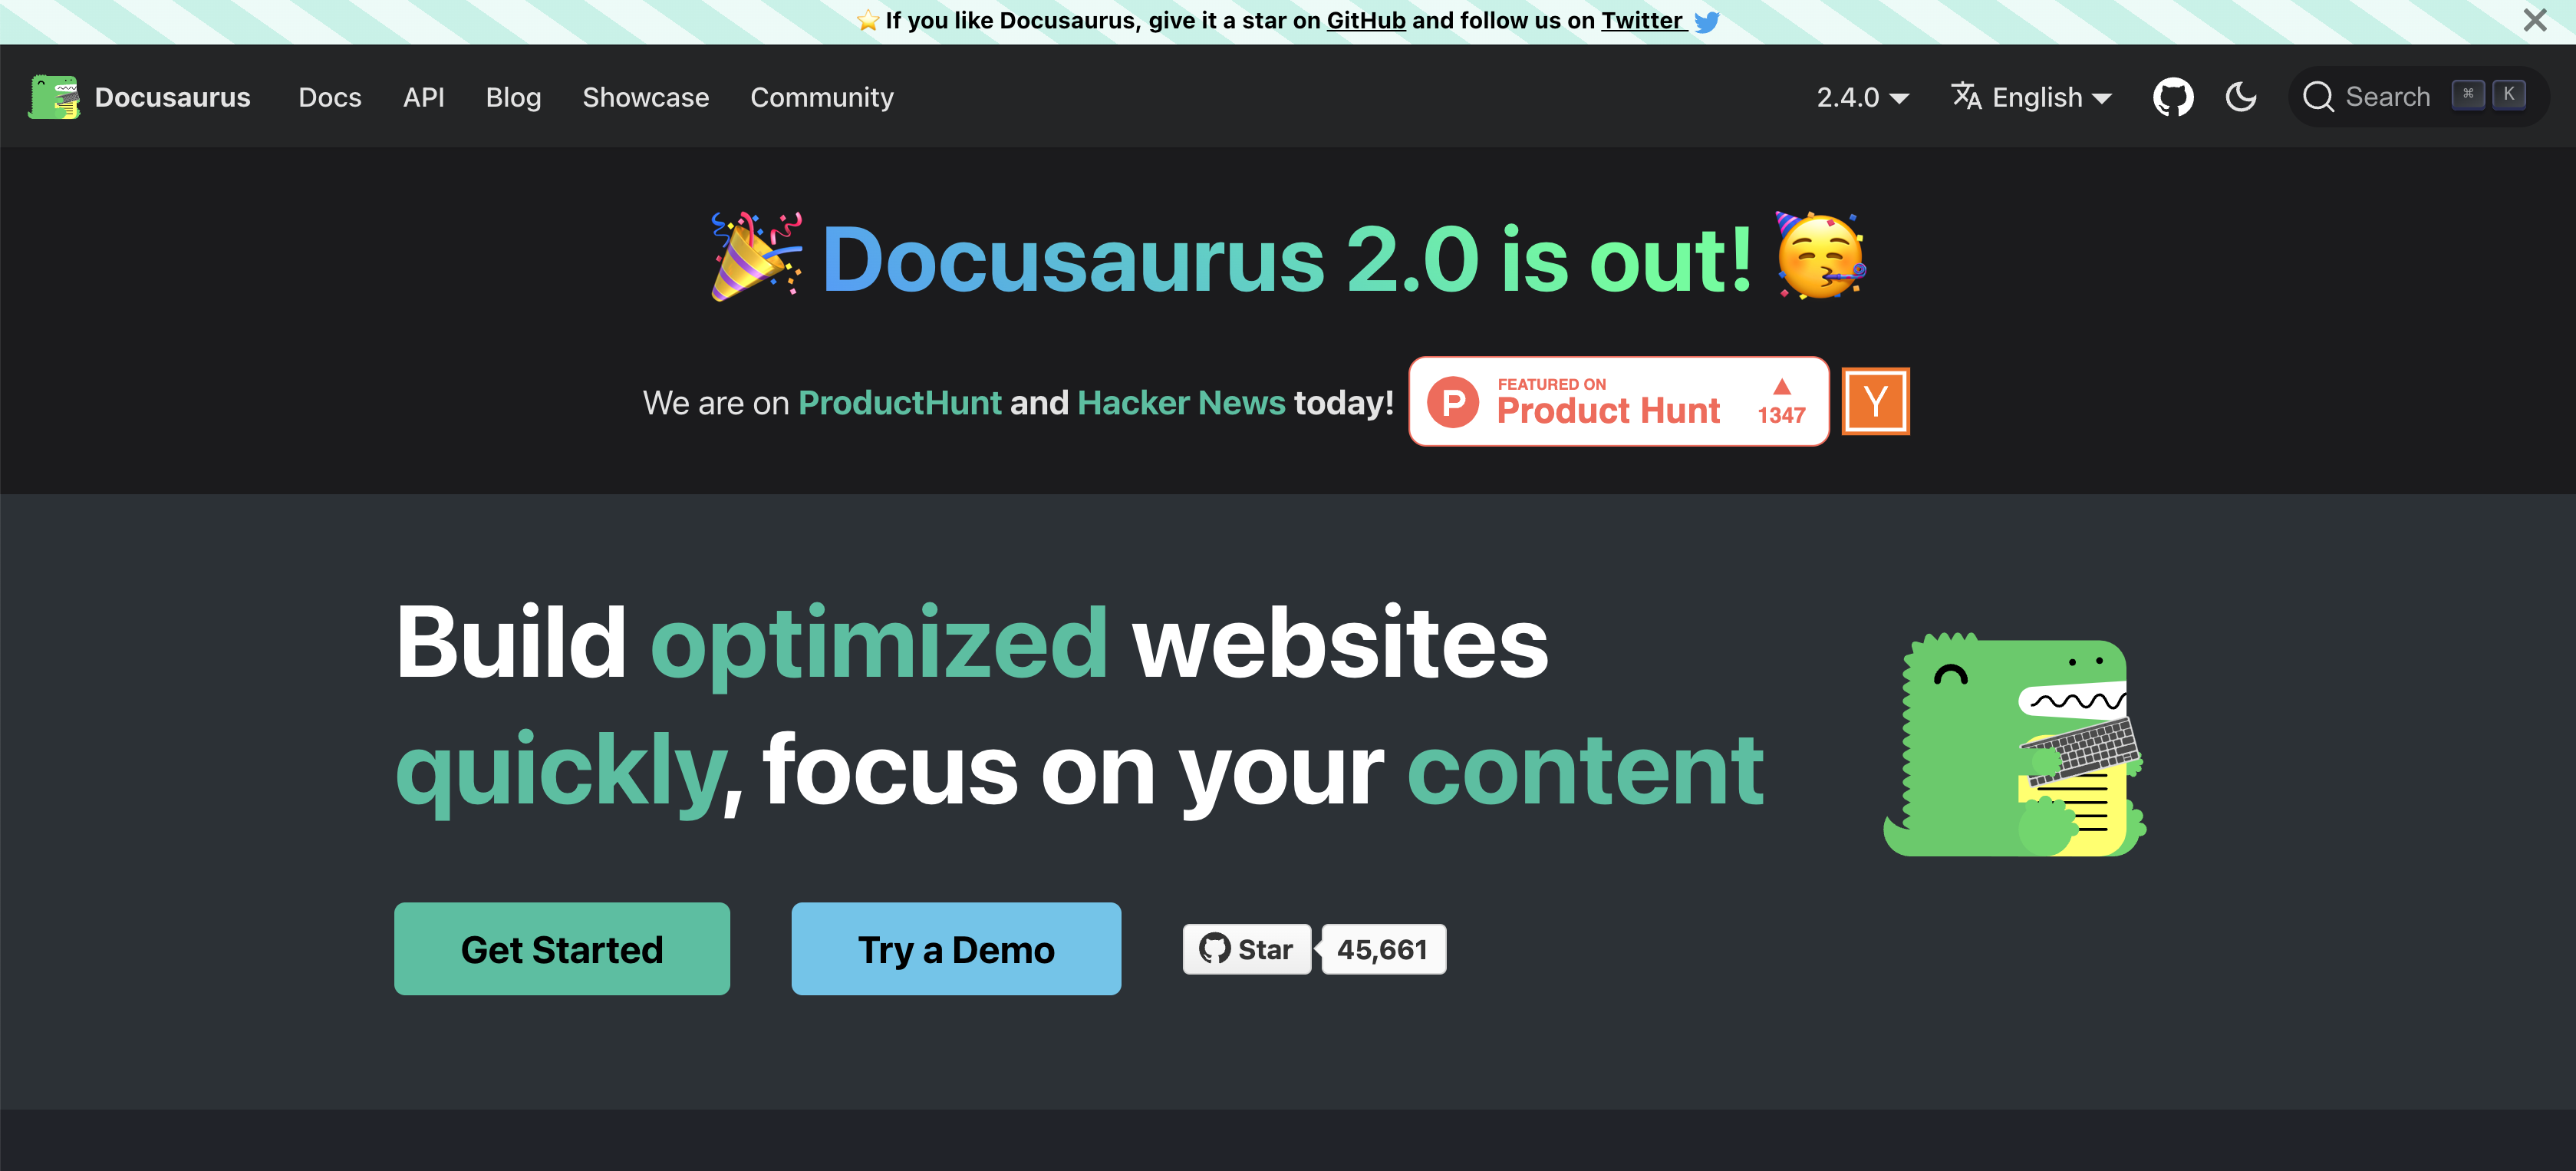 ⭐️ If you like Docusaurus, give it a star on GitHub and follow us on Twitter
Docusaurus Docs API Blog Showcase Community 2.4.0 English Search ⌘ K
🎉 Docusaurus 2.0 is out! 🥳
We are on ProductHunt and Hacker News today!
P
FEATURED ON
Product Hunt
▲
1347
Y
Build optimized websites
quickly, focus on your content
Get Started
Try a Demo
Star 45,661